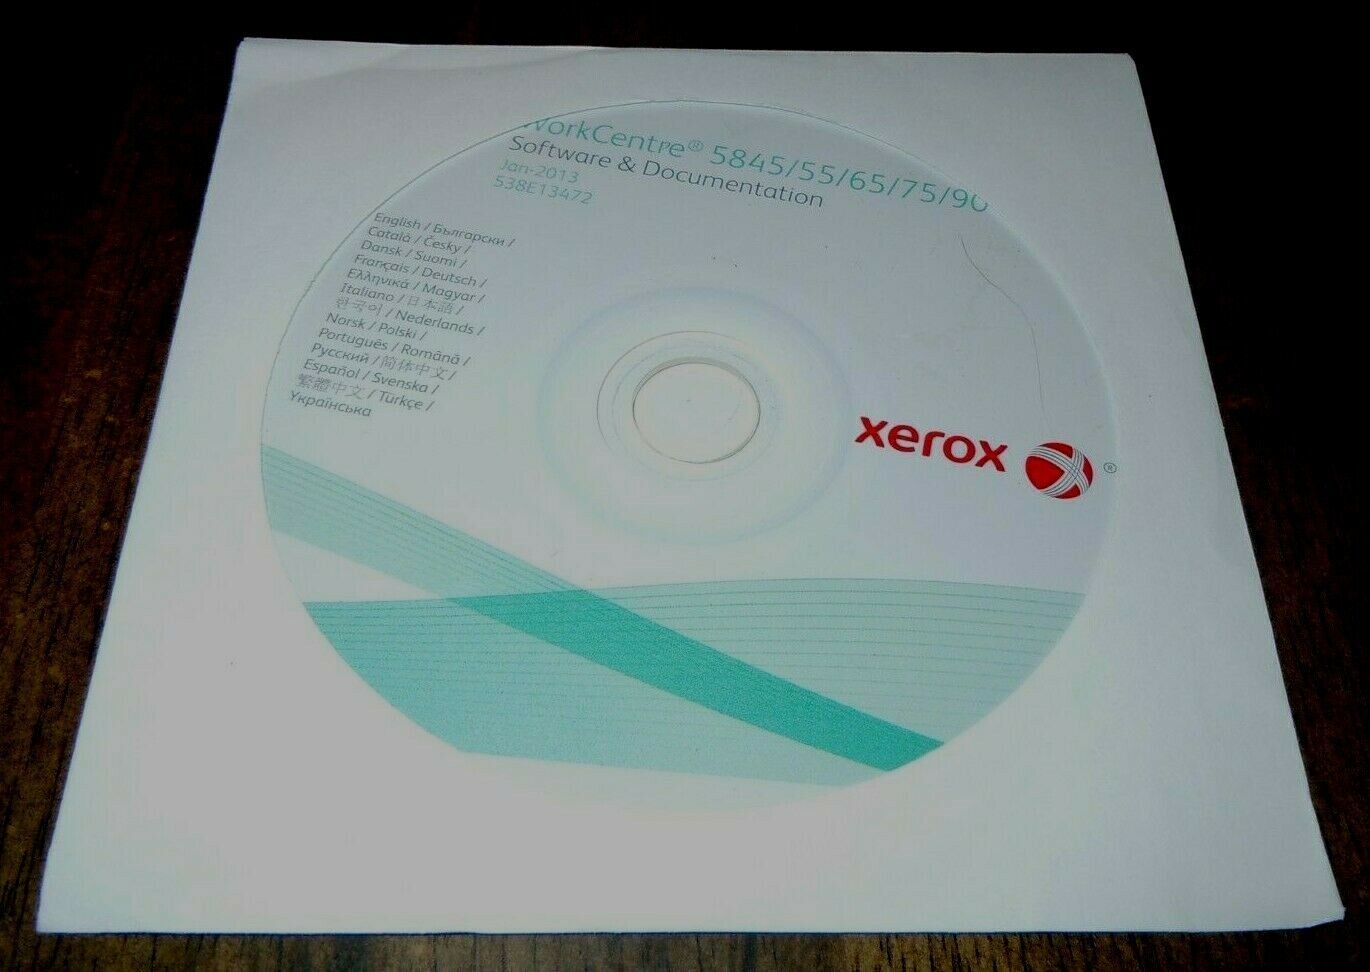 WorkCentre® 5845/55/65/75/90
Software & Documentation
Jan-2013
538E13472
English / Български /
Català / Česky /
Dansk / Suomi /
Français / Deutsch /
Ελληνικά / Magyar /
Italiano / 日本語 /
한국어 / Nederlands /
Norsk / Polski /
Português / Română /
Русский / 简体中文 /
Español / Svenska /
繁體中文 / Türkçe /
Українська
xerox ®